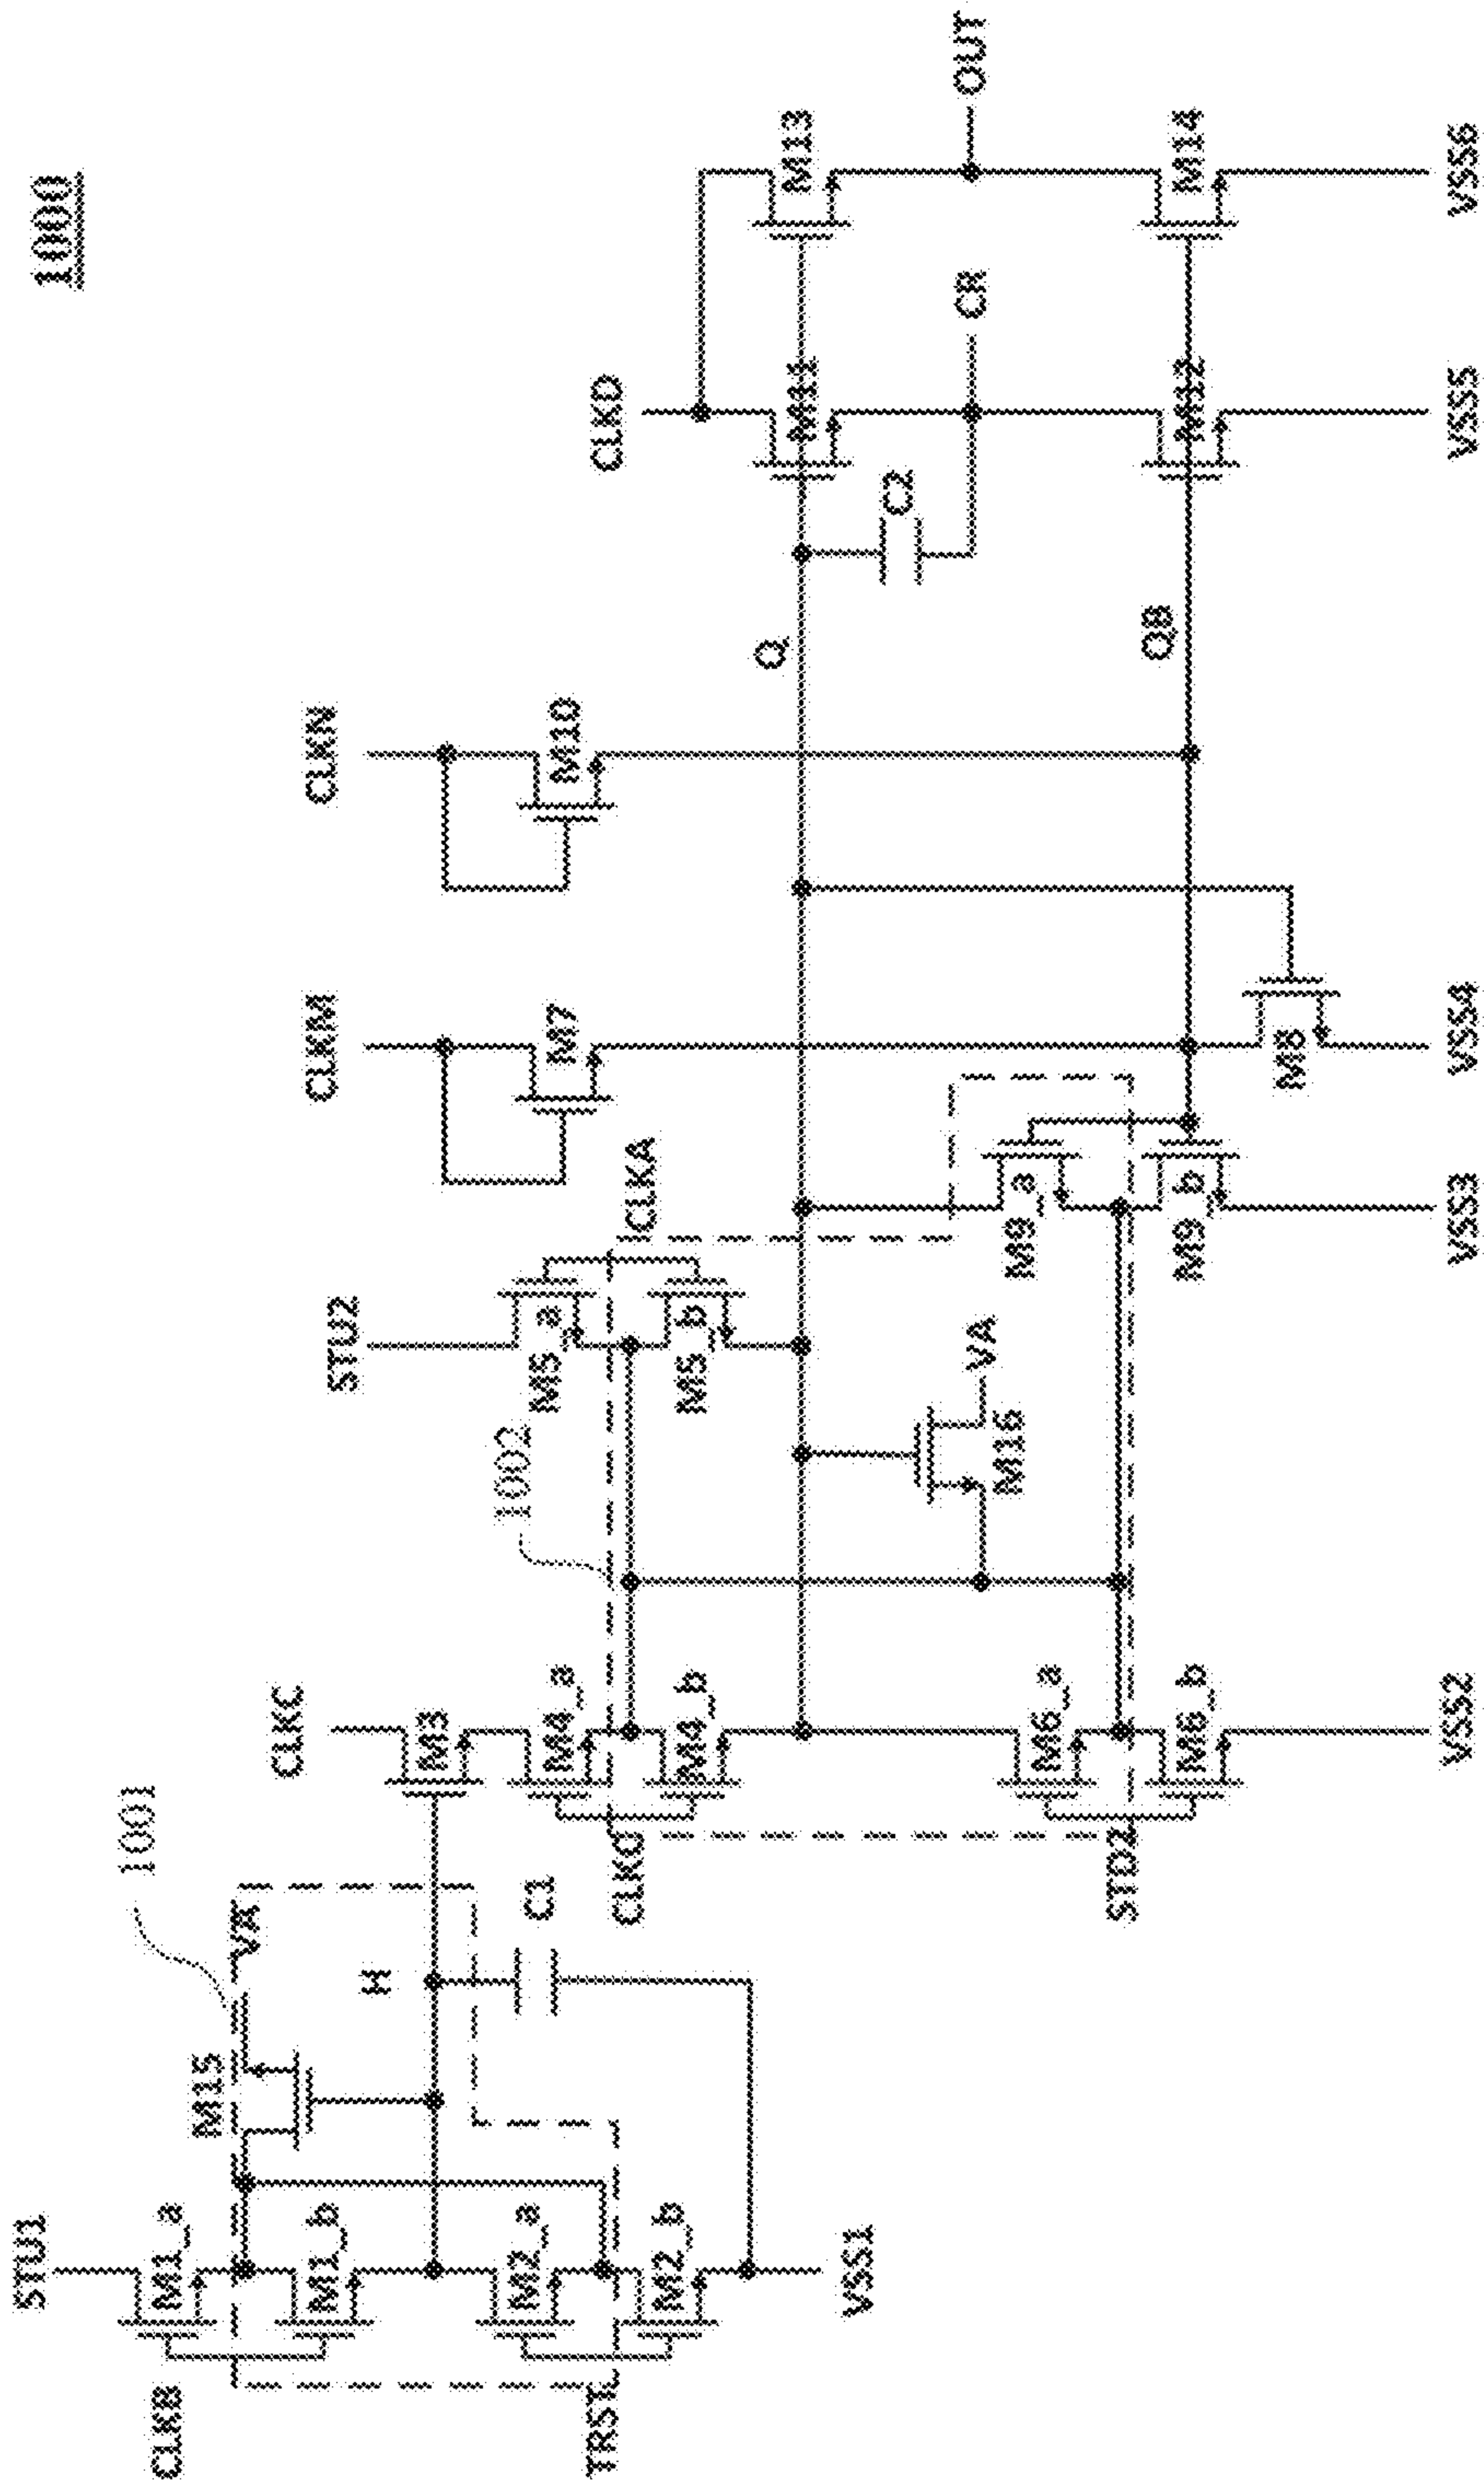 1000
STU1
1001
CLKB
M1_a
M15
VA
CLKC
CLKM
CLKN
STU2
M1_b
H
M3
1002
M2_a
C1
M4_a
M5_a
M7
M10
TRST
CLKC
CLKA
CLKD
M2_b
M4_b
M5_b
Q
M11
M13
VSS1
C2
VA
CR
OUT
M16
M6_a
M9_a
STD2
QB
M6_b
M9_b
M12
M14
M8
VSS2
VSS3
VSS4
VSS5
VSS6